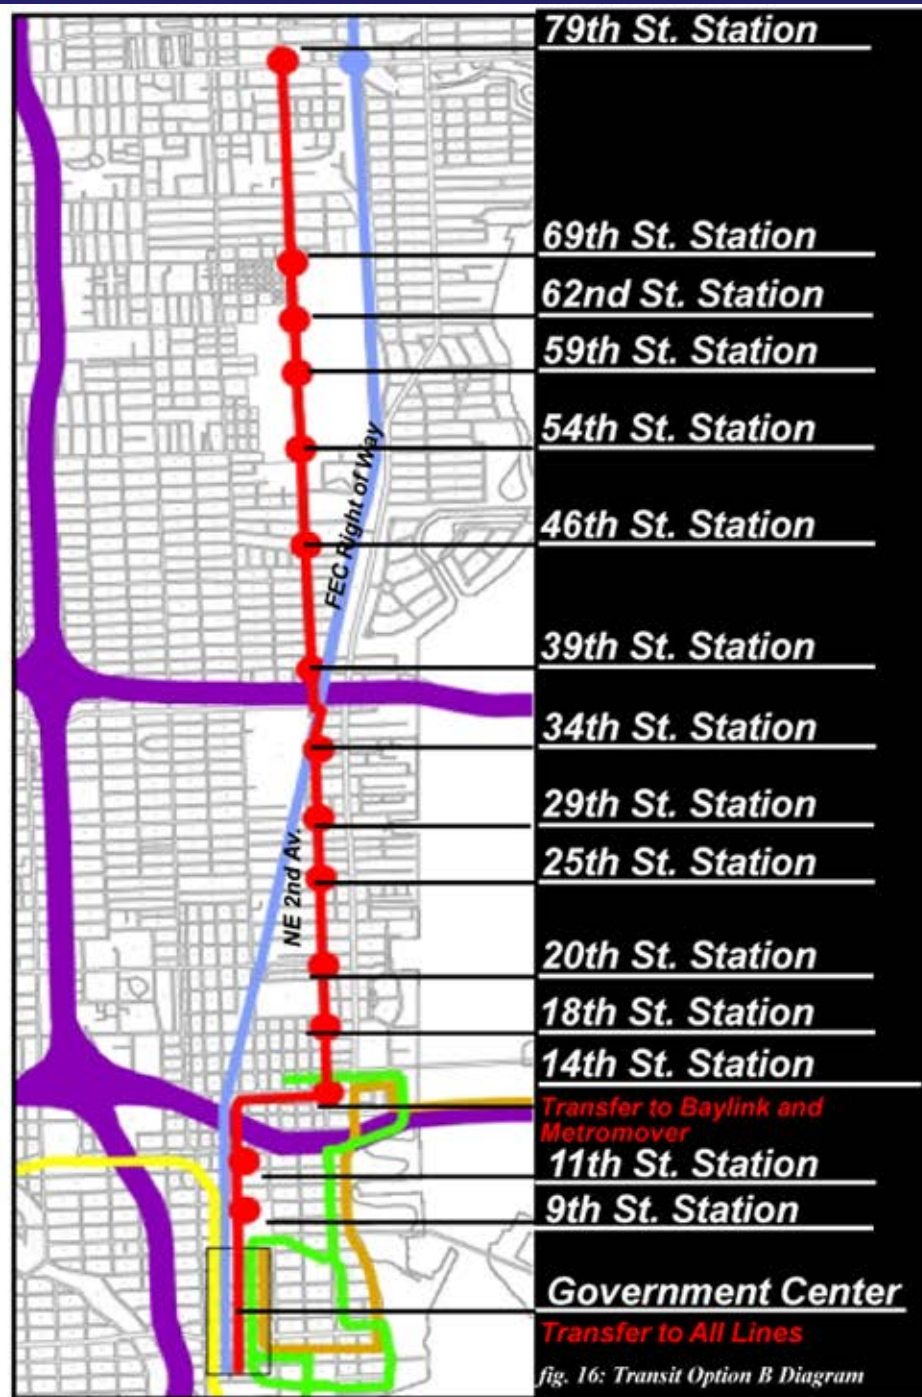 79th St. Station
69th St. Station
62nd St. Station
59th St. Station
54th St. Station
FEC Right of Way
46th St. Station
39th St. Station
34th St. Station
29th St. Station
NE 2nd Av.
25th St. Station
20th St. Station
18th St. Station
14th St. Station
Transfer to Baylink and
Metromover
11th St. Station
9th St. Station
Government Center
Transfer to All Lines
fig. 16: Transit Option B Diagram